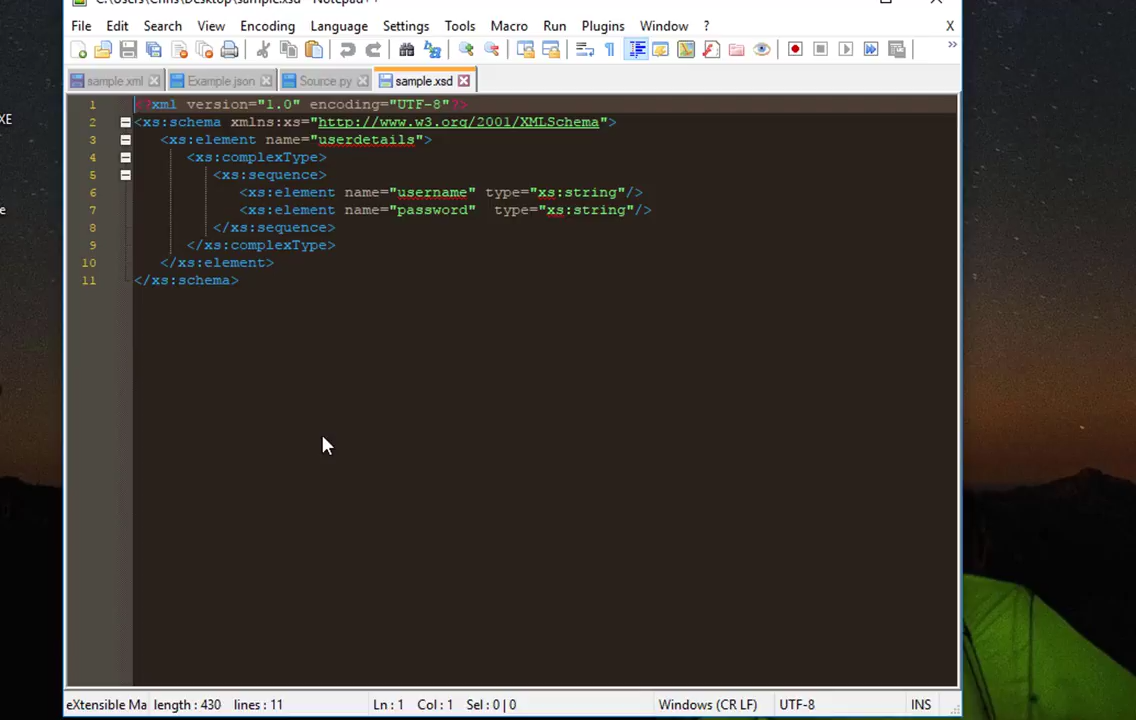 C:\Users\Chris\Desktop\sample.xsd - Notepad++
File Edit Search View Encoding Language Settings Tools Macro Run Plugins Window ? X
sample.xml Example.json Source.py sample.xsd
1 <?xml version="1.0" encoding="UTF-8"?>
2 <xs:schema xmlns:xs="http://www.w3.org/2001/XMLSchema">
3 <xs:element name="userdetails">
4 <xs:complexType>
5 <xs:sequence>
6 <xs:element name="username" type="xs:string"/>
7 <xs:element name="password"  type="xs:string"/>
8 </xs:sequence>
9 </xs:complexType>
10 </xs:element>
11 </xs:schema>
eXtensible Ma length : 430 lines : 11 Ln : 1 Col : 1 Sel : 0 | 0 Windows (CR LF) UTF-8 INS